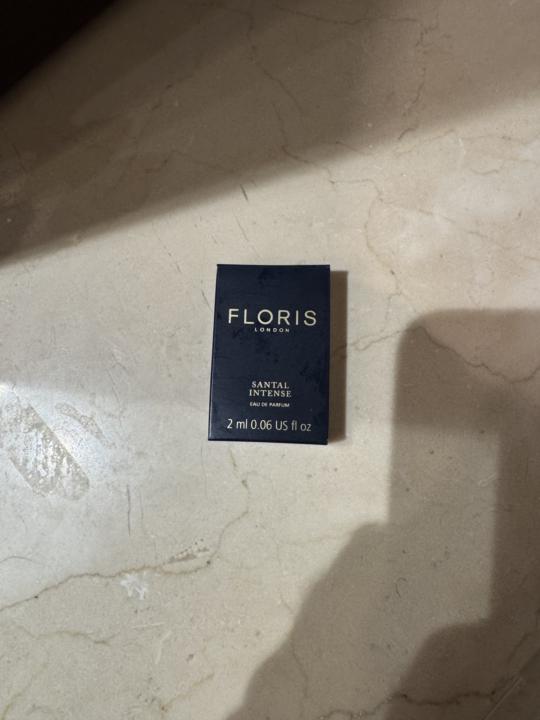 FLORIS
LONDON
SANTAL
INTENSE
EAU DE PARFUM
2 ml 0.06 US fl oz